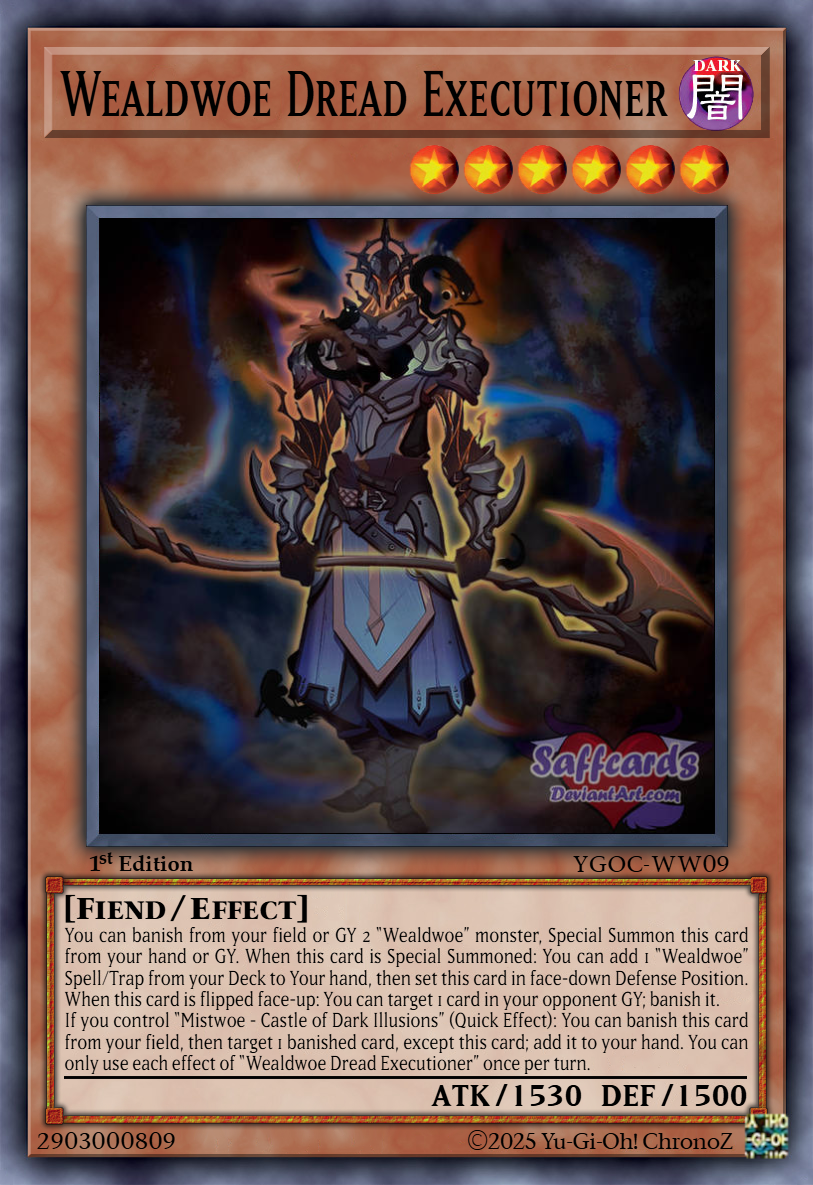 Wealdwoe Dread Executioner
DARK
闇
Saffcards
DeviantArt.com
1st Edition
YGOC-WW09
[Fiend / Effect]
You can banish from your field or GY 2 "Wealdwoe" monster, Special Summon this card
from your hand or GY. When this card is Special Summoned: You can add 1 "Wealdwoe"
Spell/Trap from your Deck to Your hand, then set this card in face-down Defense Position.
When this card is flipped face-up: You can target 1 card in your opponent GY; banish it.
If you control "Mistwoe - Castle of Dark Illusions" (Quick Effect): You can banish this card
from your field, then target 1 banished card, except this card; add it to your hand. You can
only use each effect of "Wealdwoe Dread Executioner" once per turn.
ATK / 1530 DEF / 1500
2903000809
©2025 Yu-Gi-Oh! ChronoZ